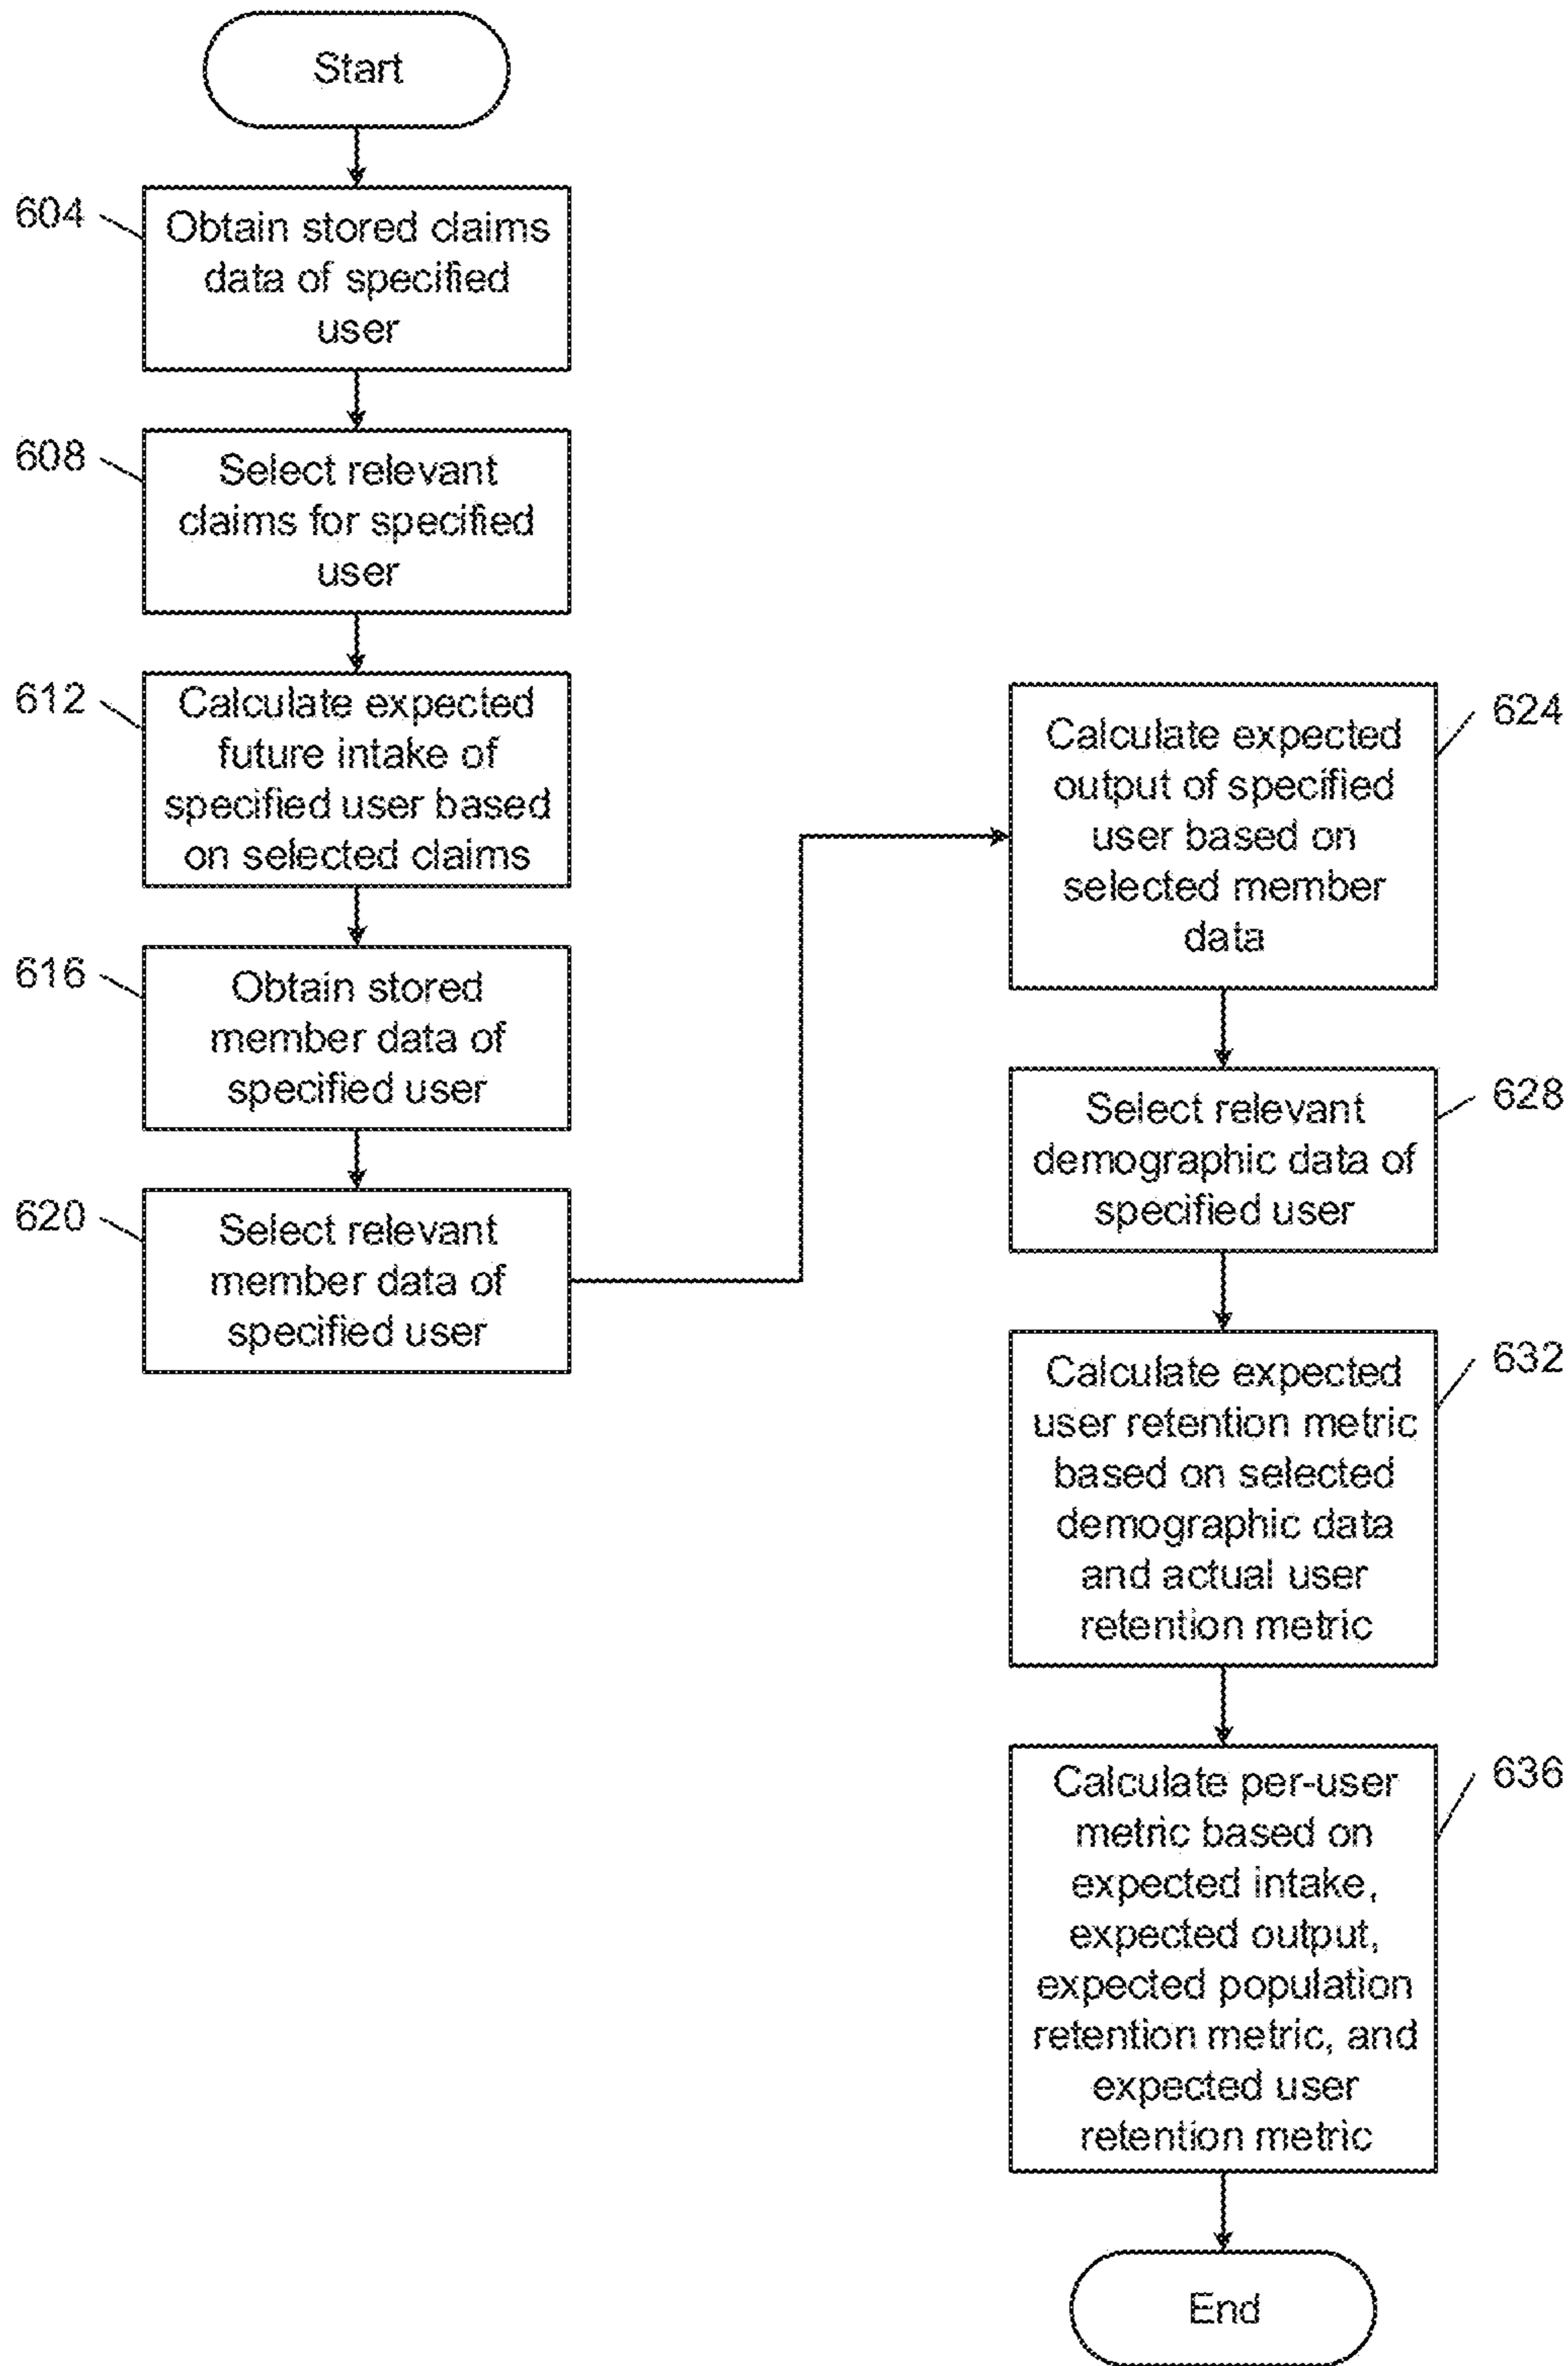 Start
604
Obtain stored claims
data of specified
user
608
Select relevant
claims for specified
user
612
Calculate expected
future intake of
specified user based
on selected claims
616
Obtain stored
member data of
specified user
620
Select relevant
member data of
specified user
624
Calculate expected
output of specified
user based on
selected member
data
628
Select relevant
demographic data of
specified user
632
Calculate expected
user retention metric
based on selected
demographic data
and actual user
retention metric
636
Calculate per-user
metric based on
expected intake,
expected output,
expected population
retention metric, and
expected user
retention metric
End